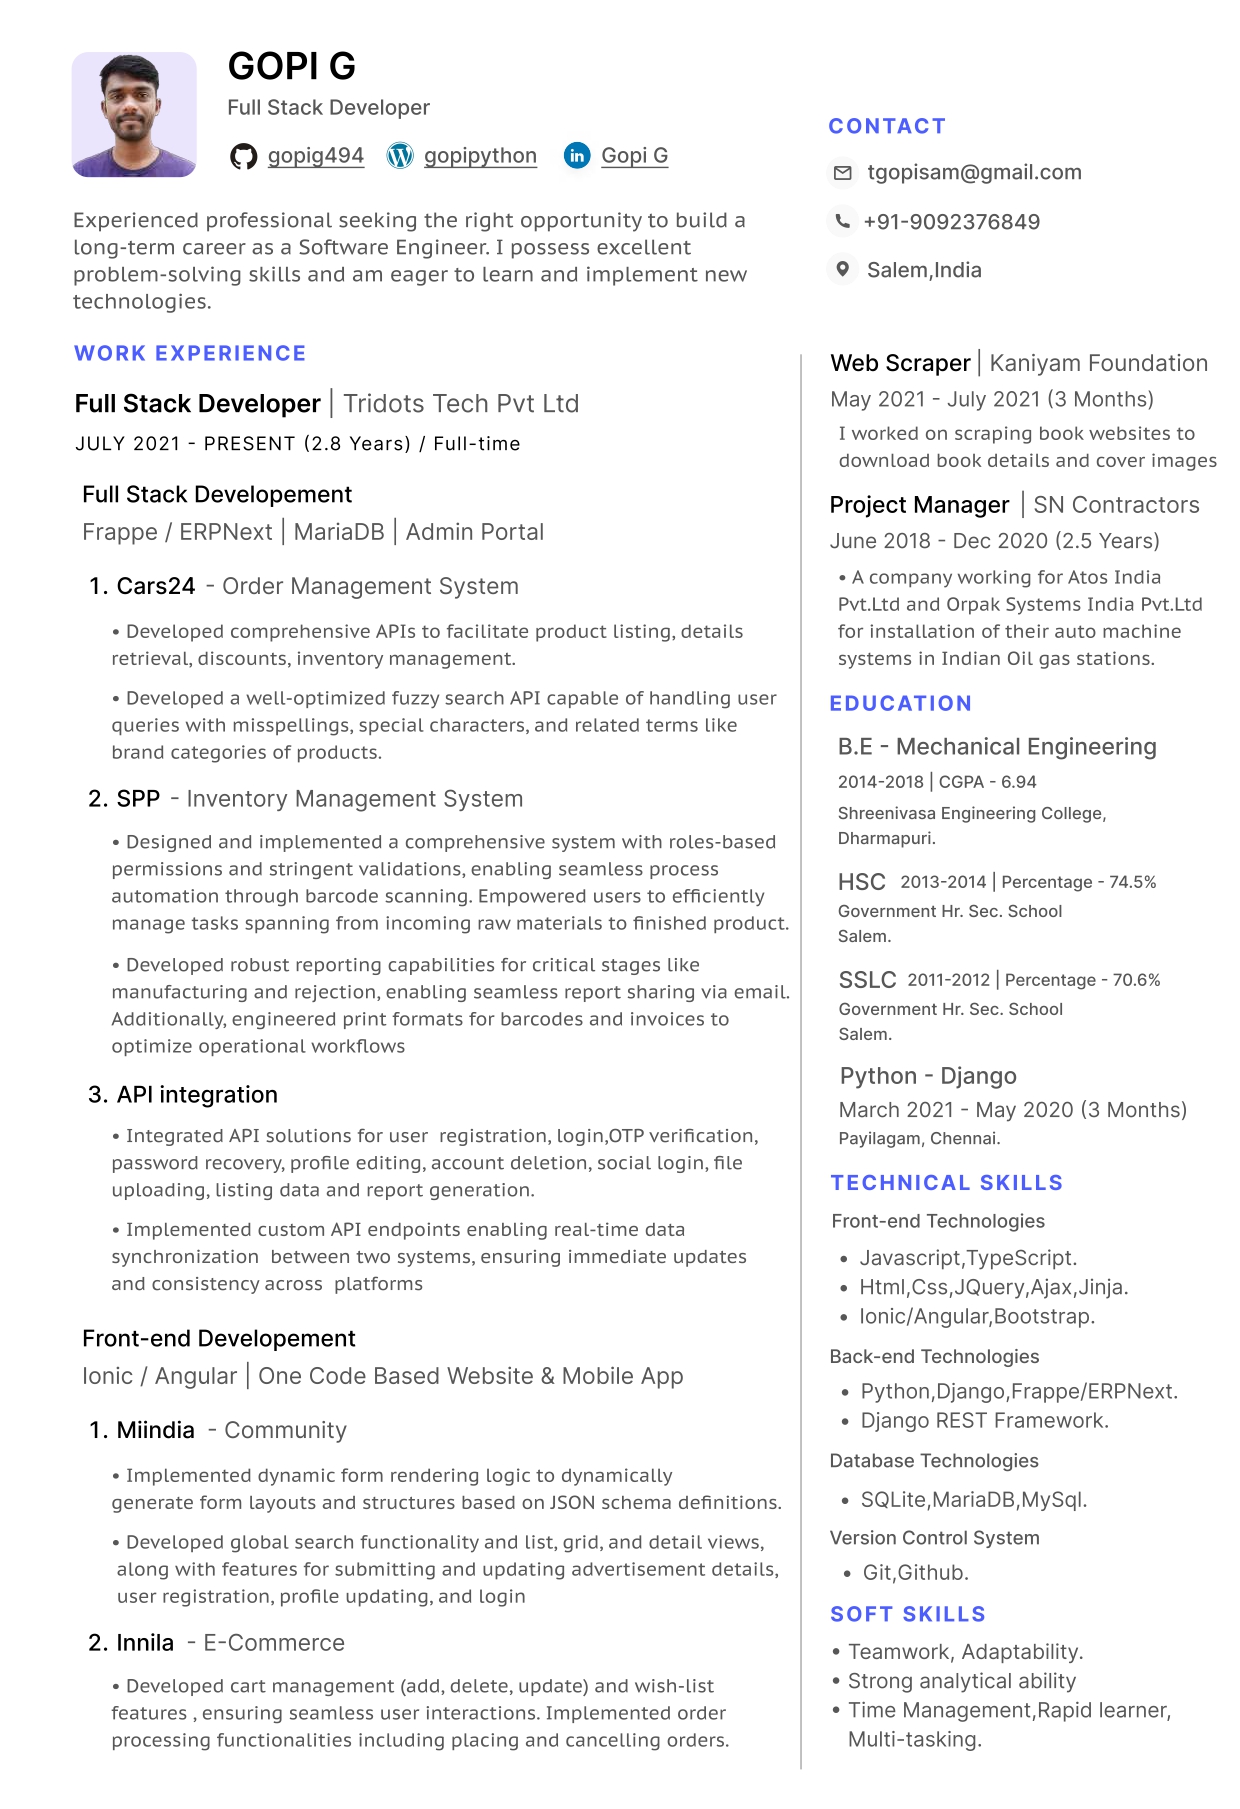 GOPI G
Full Stack Developer
gopig494 gopipython Gopi G
Experienced professional seeking the right opportunity to build a
long-term career as a Software Engineer. I possess excellent
problem-solving skills and am eager to learn and implement new
technologies.
CONTACT
tgopisam@gmail.com
+91-9092376849
Salem,India
WORK EXPERIENCE
Full Stack Developer | Tridots Tech Pvt Ltd
JULY 2021 - PRESENT (2.8 Years) / Full-time
Full Stack Developement
Frappe / ERPNext | MariaDB | Admin Portal
1. Cars24 - Order Management System
• Developed comprehensive APIs to facilitate product listing, details
retrieval, discounts, inventory management.
• Developed a well-optimized fuzzy search API capable of handling user
queries with misspellings, special characters, and related terms like
brand categories of products.
2. SPP - Inventory Management System
• Designed and implemented a comprehensive system with roles-based
permissions and stringent validations, enabling seamless process
automation through barcode scanning. Empowered users to efficiently
manage tasks spanning from incoming raw materials to finished product.
• Developed robust reporting capabilities for critical stages like
manufacturing and rejection, enabling seamless report sharing via email.
Additionally, engineered print formats for barcodes and invoices to
optimize operational workflows
3. API integration
• Integrated API solutions for user registration, login,OTP verification,
password recovery, profile editing, account deletion, social login, file
uploading, listing data and report generation.
• Implemented custom API endpoints enabling real-time data
synchronization between two systems, ensuring immediate updates
and consistency across platforms
Front-end Developement
Ionic / Angular | One Code Based Website & Mobile App
1. Miindia - Community
• Implemented dynamic form rendering logic to dynamically
generate form layouts and structures based on JSON schema definitions.
• Developed global search functionality and list, grid, and detail views,
along with features for submitting and updating advertisement details,
user registration, profile updating, and login
2. Innila - E-Commerce
• Developed cart management (add, delete, update) and wish-list
features , ensuring seamless user interactions. Implemented order
processing functionalities including placing and cancelling orders.
Web Scraper | Kaniyam Foundation
May 2021 - July 2021 (3 Months)
I worked on scraping book websites to
download book details and cover images
Project Manager | SN Contractors
June 2018 - Dec 2020 (2.5 Years)
• A company working for Atos India
Pvt.Ltd and Orpak Systems India Pvt.Ltd
for installation of their auto machine
systems in Indian Oil gas stations.
EDUCATION
B.E - Mechanical Engineering
2014-2018 | CGPA - 6.94
Shreenivasa Engineering College,
Dharmapuri.
HSC 2013-2014 | Percentage - 74.5%
Government Hr. Sec. School
Salem.
SSLC 2011-2012 | Percentage - 70.6%
Government Hr. Sec. School
Salem.
Python - Django
March 2021 - May 2020 (3 Months)
Payilagam, Chennai.
TECHNICAL SKILLS
Front-end Technologies
• Javascript,TypeScript.
• Html,Css,JQuery,Ajax,Jinja.
• Ionic/Angular,Bootstrap.
Back-end Technologies
• Python,Django,Frappe/ERPNext.
• Django REST Framework.
Database Technologies
• SQLite,MariaDB,MySql.
Version Control System
• Git,Github.
SOFT SKILLS
• Teamwork, Adaptability.
• Strong analytical ability
• Time Management,Rapid learner,
Multi-tasking.